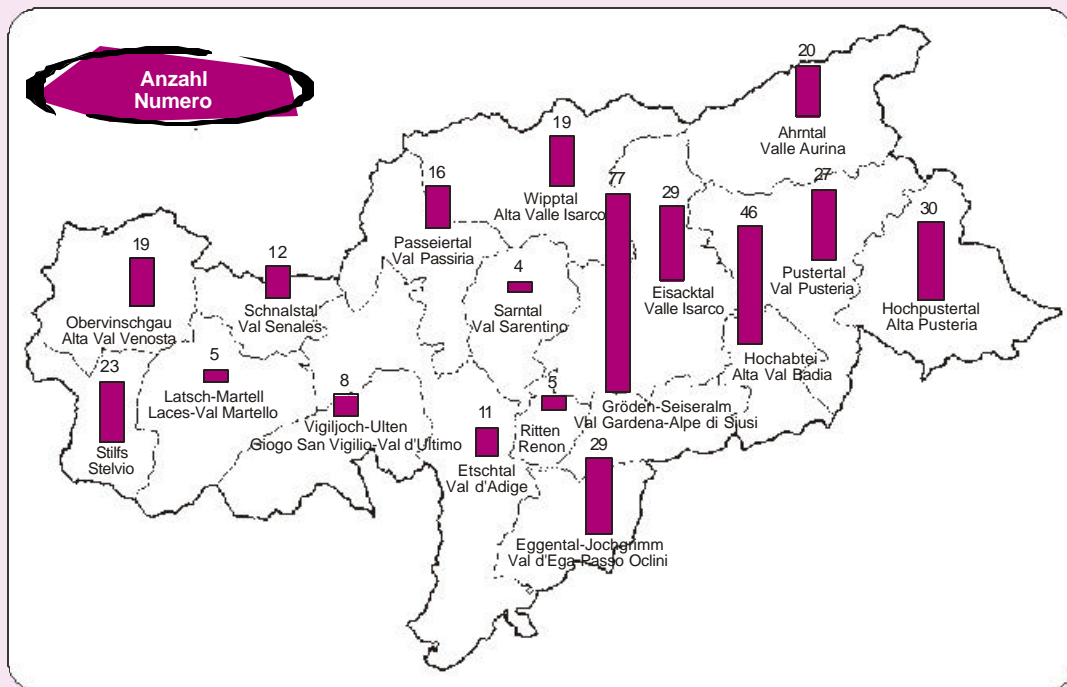 Anzahl
Numero
20
Ahrntal
Valle Aurina
19
Wipptal
Alta Valle Isarco
16
Passeiertal
Val Passiria
77
Gröden-Seiseralm
Val Gardena-Alpe di Siusi
29
Eisacktal
Valle Isarco
46
Hochabtei
Alta Val Badia
27
Pustertal
Val Pusteria
30
Hochpustertal
Alta Pusteria
19
Obervinschgau
Alta Val Venosta
12
Schnalstal
Val Senales
4
Sarntal
Val Sarentino
23
Stilfs
Stelvio
5
Latsch-Martell
Laces-Val Martello
8
Vigiljoch-Ulten
Giogo San Vigilio-Val d'Ultimo
11
Etschtal
Val d'Adige
5
Ritten
Renon
29
Eggental-Jochgrimm
Val d'Ega-Passo Oclini